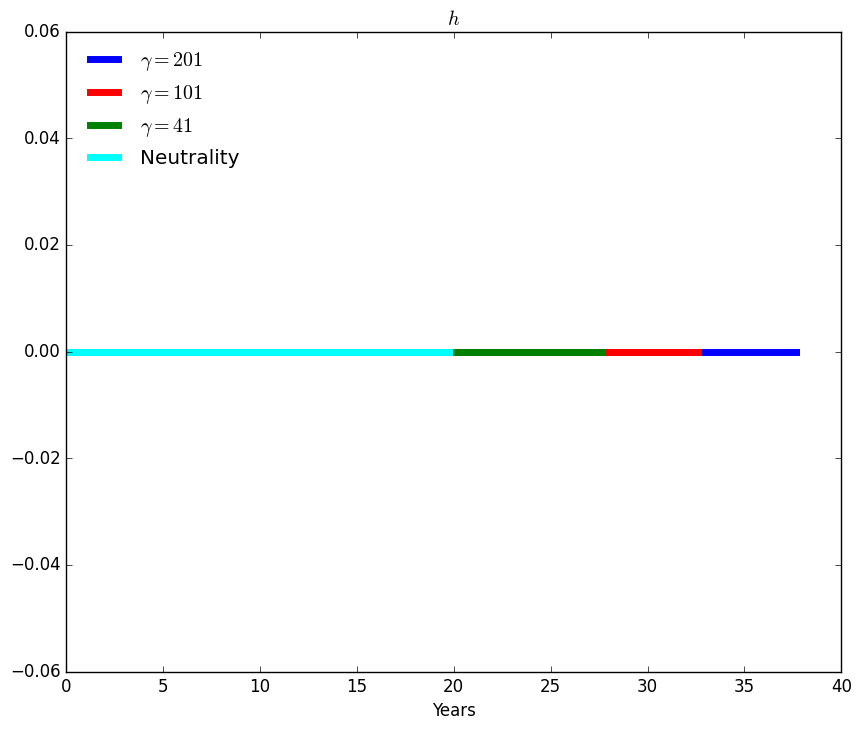 h
0.06
γ = 201
γ = 101
γ = 41
Neutrality
0.04
0.02
0.00
−0.02
−0.04
−0.06
0 5 10 15 20 25 30 35 40
Years